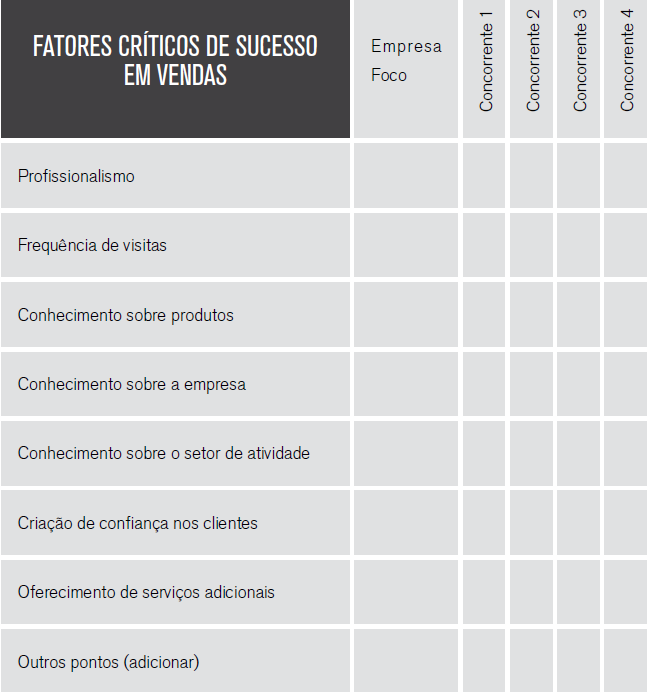 FATORES CRÍTICOS DE SUCESSO
EM VENDAS
Empresa
Foco
Concorrente 1
Concorrente 2
Concorrente 3
Concorrente 4
Profissionalismo
Frequência de visitas
Conhecimento sobre produtos
Conhecimento sobre a empresa
Conhecimento sobre o setor de atividade
Criação de confiança nos clientes
Oferecimento de serviços adicionais
Outros pontos (adicionar)